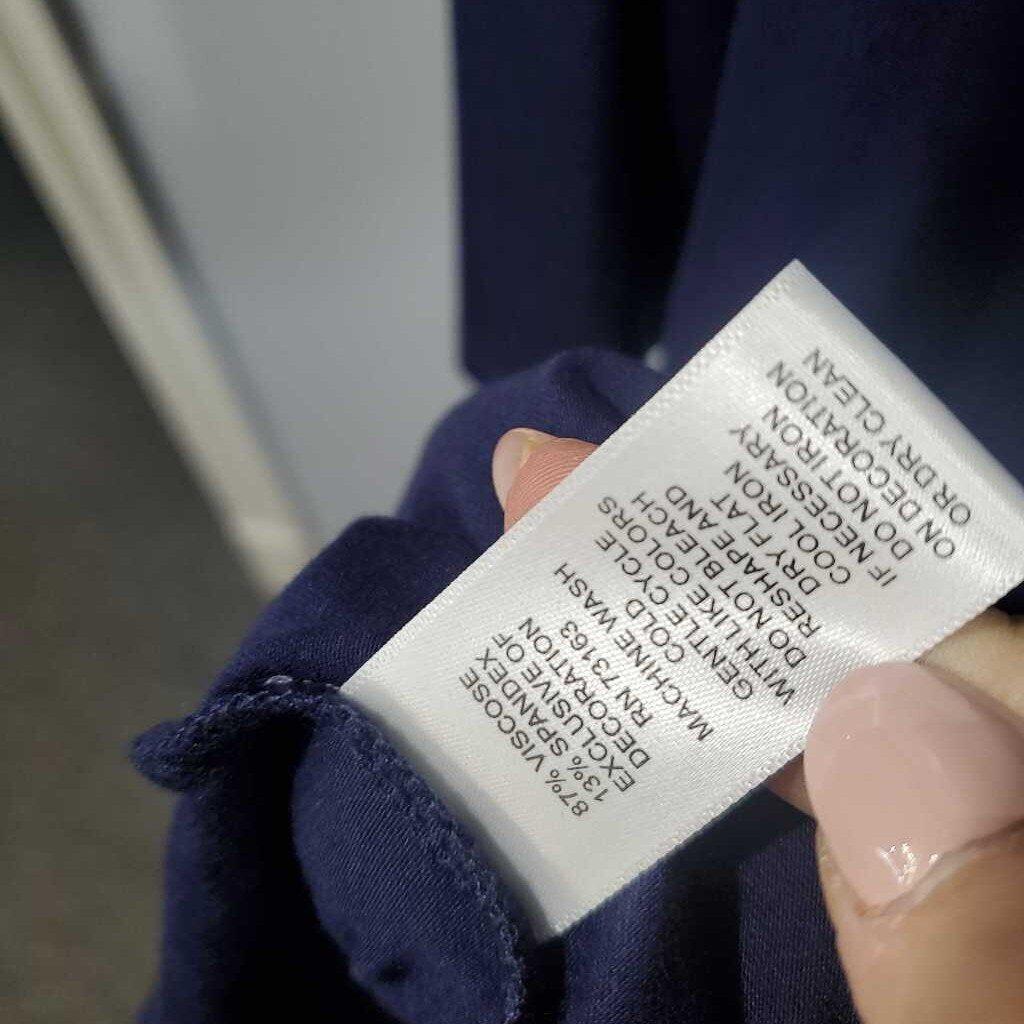 87% VISCOSE
13% SPANDEX
EXCLUSIVE OF
DECORATION
RN 73163
MACHINE WASH
COLD
GENTLE CYCLE
WITH LIKE COLORS
DO NOT BLEACH
RESHAPE AND
DRY FLAT
COOL IRON
IF NECESSARY
DO NOT IRON
ON DECORATION
OR DRY CLEAN